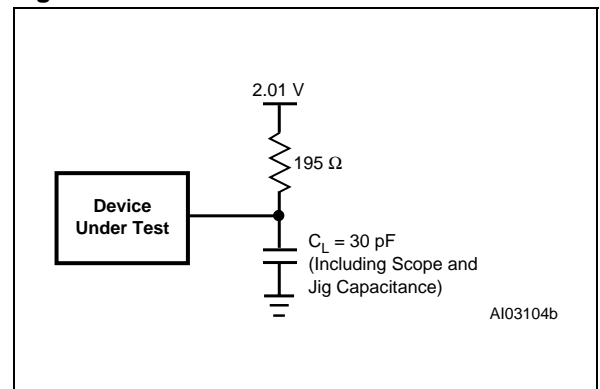 2.01 V
195 Ω
Device
Under Test
C_L = 30 pF
(Including Scope and
Jig Capacitance)
AI03104b